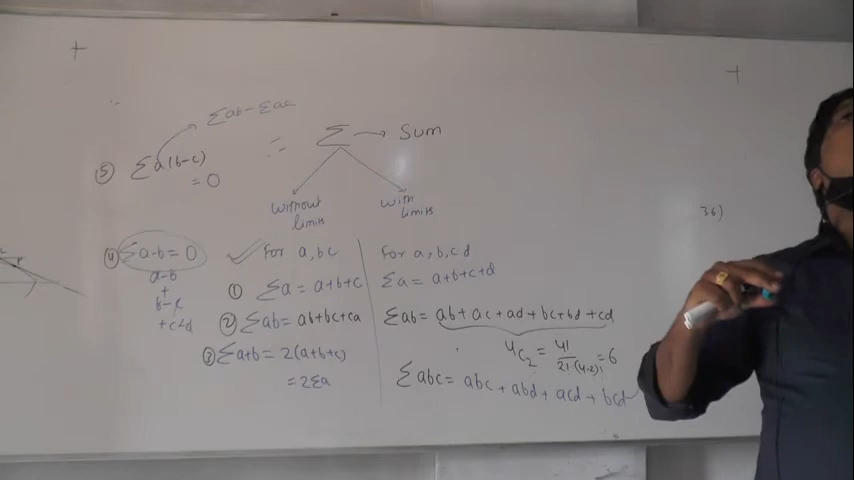 Σab-Σac
Σ → Sum
⑤ Σa(b-c)
= 0
Without limits
With limits
36)
④ Σa-b = 0
a-b
+
b-c
✓ For a, b, c
① Σa = a+b+c
② Σab = ab+bc+ca
③ Σa+b = 2(a+b+c)
= 2Σa
For a, b, c d
Σa = a+b+c+d
Σab = ab+ac+ad+bc+bd+cd
4C₂ = 4!/2!(4-2)! = 6
Σabc = abc+abd+acd+bcd